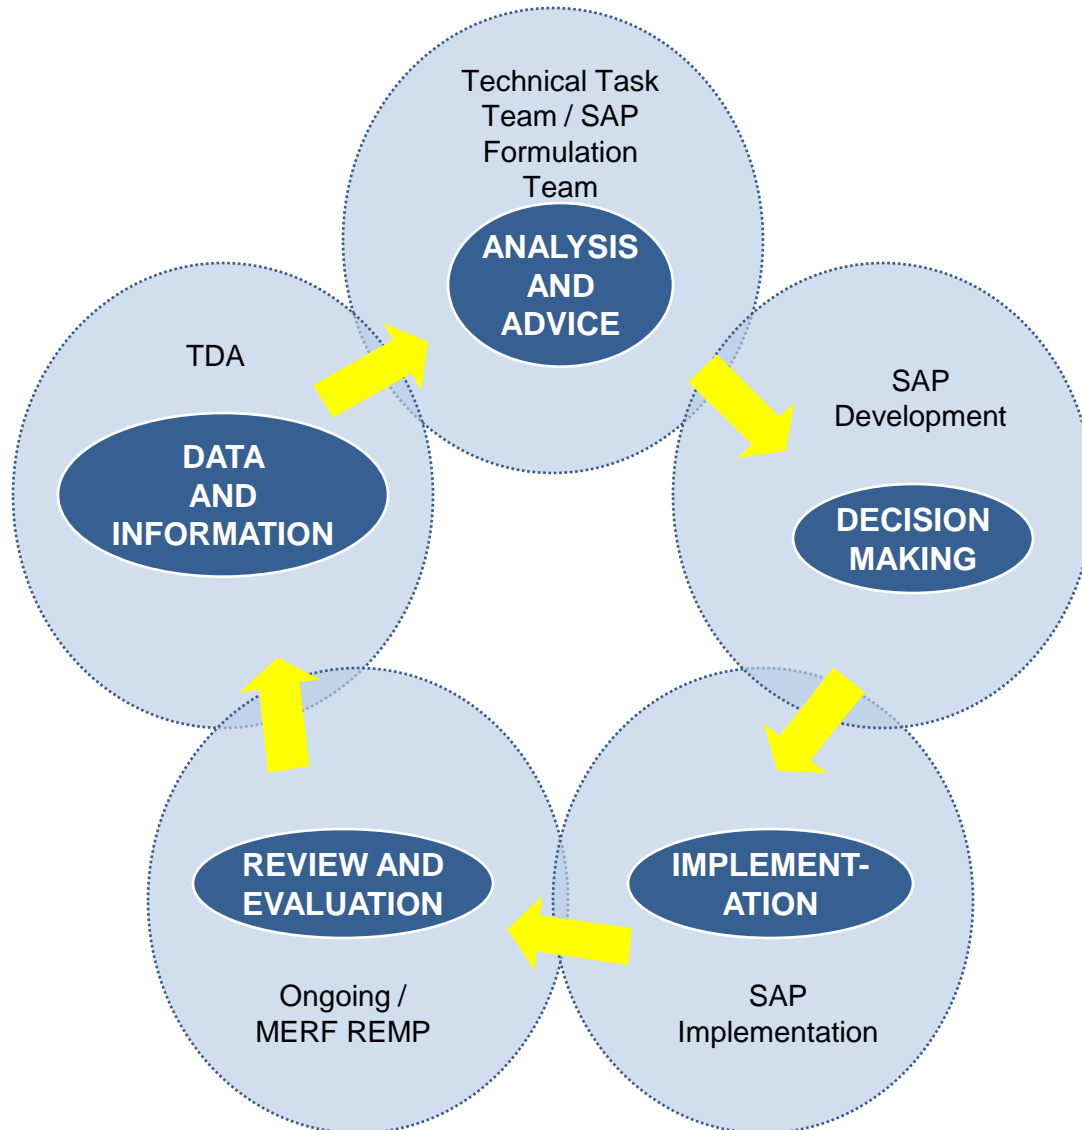 Technical Task
Team / SAP
Formulation
Team
ANALYSIS
AND
ADVICE
TDA
DATA
AND
INFORMATION
SAP
Development
DECISION
MAKING
REVIEW AND
EVALUATION
Ongoing /
MERF REMP
IMPLEMENT-
ATION
SAP
Implementation